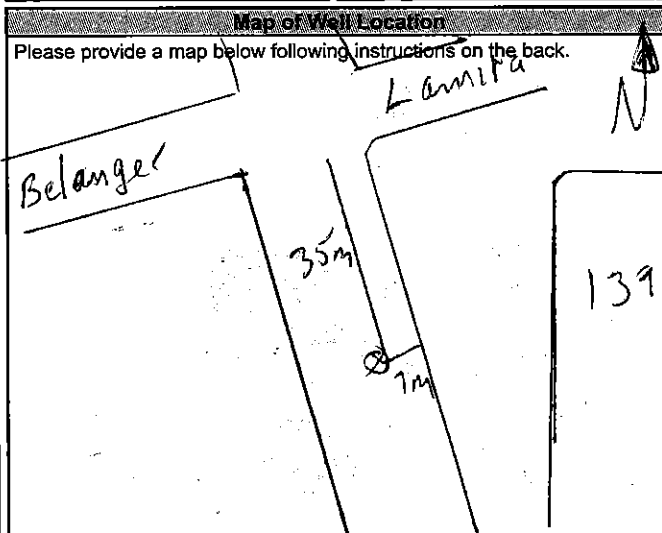 Map of Well Location
Please provide a map below following instructions on the back.
Lamira
N
Belanger
35m
139
1m